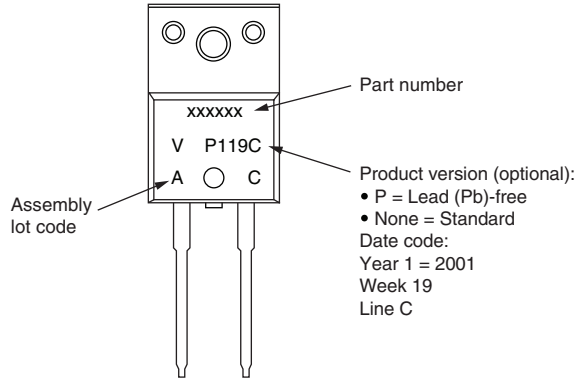 Part number
xxxxxx
V P119C
A C
Assembly
lot code
Product version (optional):
• P = Lead (Pb)-free
• None = Standard
Date code:
Year 1 = 2001
Week 19
Line C